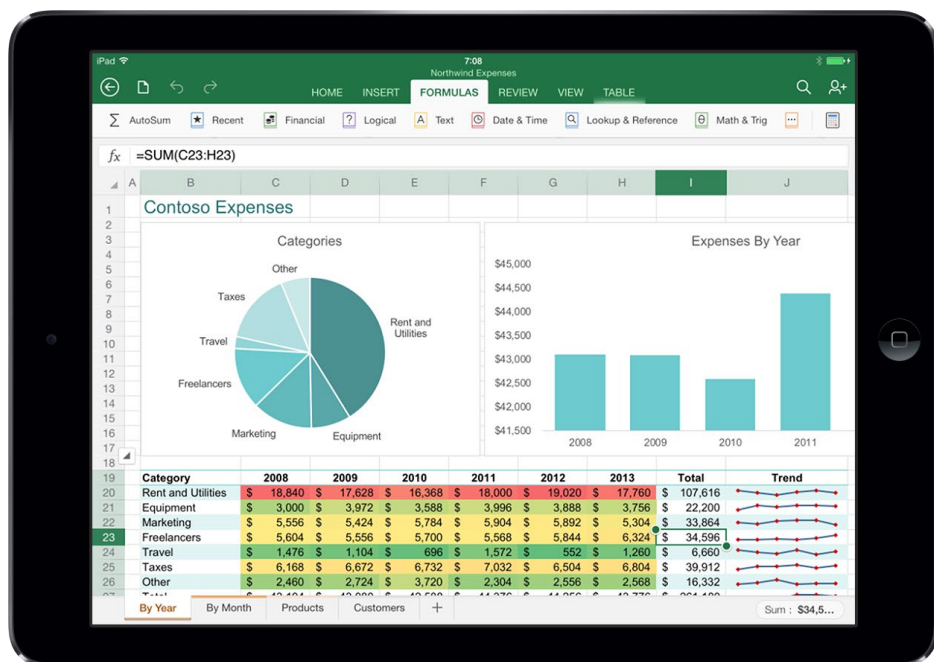 iPad 7:08
Northwind Expenses
HOME INSERT FORMULAS REVIEW VIEW TABLE
Σ AutoSum Recent Financial ? Logical A Text Date & Time Lookup & Reference θ Math & Trig ...
fx =SUM(C23:H23)
A B C D E F G H I J
1 Contoso Expenses
2
3
4
5
6
7
8
9
10
11
12
13
14
15
16
17
18
Categories
Other
Taxes
Travel
Freelancers
Marketing
Equipment
Rent and
Utilities
Expenses By Year
$45,000
$44,500
$44,000
$43,500
$43,000
$42,500
$42,000
$41,500
2008 2009 2010 2011
19 Category 2008 2009 2010 2011 2012 2013 Total Trend
20 Rent and Utilities $ 18,840 $ 17,628 $ 16,368 $ 18,000 $ 19,020 $ 17,760 $ 107,616
21 Equipment $ 3,000 $ 3,972 $ 3,588 $ 3,996 $ 3,888 $ 3,756 $ 22,200
22 Marketing $ 5,556 $ 5,424 $ 5,784 $ 5,904 $ 5,892 $ 5,304 $ 33,864
23 Freelancers $ 5,604 $ 5,556 $ 5,700 $ 5,568 $ 5,844 $ 6,324 $ 34,596
24 Travel $ 1,476 $ 1,104 $ 696 $ 1,572 $ 552 $ 1,260 $ 6,660
25 Taxes $ 6,168 $ 6,672 $ 6,732 $ 7,032 $ 6,504 $ 6,804 $ 39,912
26 Other $ 2,460 $ 2,724 $ 3,720 $ 2,304 $ 2,556 $ 2,568 $ 16,332
By Year By Month Products Customers + Sum : $34,5...